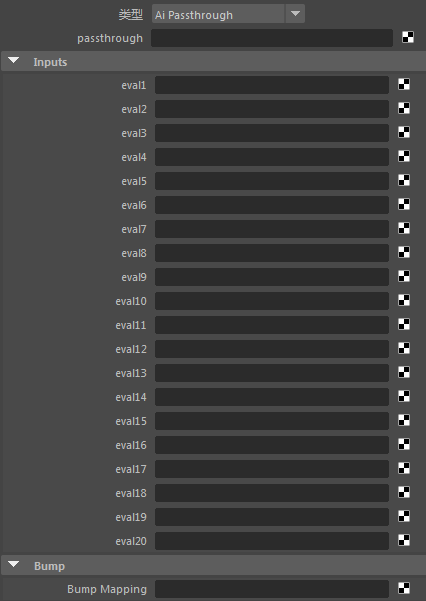 类型 Ai Passthrough
passthrough
Inputs
eval1
eval2
eval3
eval4
eval5
eval6
eval7
eval8
eval9
eval10
eval11
eval12
eval13
eval14
eval15
eval16
eval17
eval18
eval19
eval20
Bump
Bump Mapping